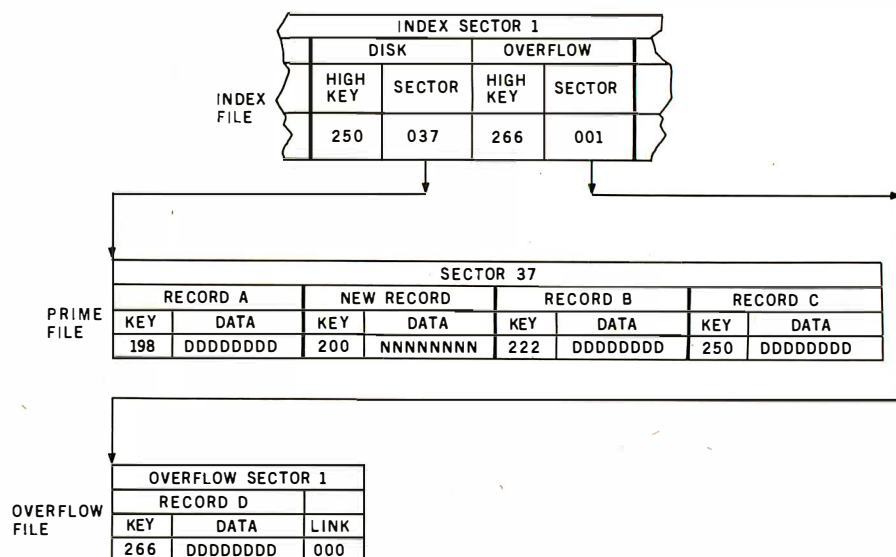 INDEX SECTOR 1
DISK OVERFLOW
HIGH KEY SECTOR HIGH KEY SECTOR
250 037 266 001
INDEX FILE
SECTOR 37
RECORD A NEW RECORD RECORD B RECORD C
KEY DATA KEY DATA KEY DATA KEY DATA
198 DDDDDDDD 200 NNNNNNNN 222 DDDDDDDD 250 DDDDDDDD
PRIME FILE
OVERFLOW SECTOR 1
RECORD D
KEY DATA LINK
266 DDDDDDDD 000
OVERFLOW FILE